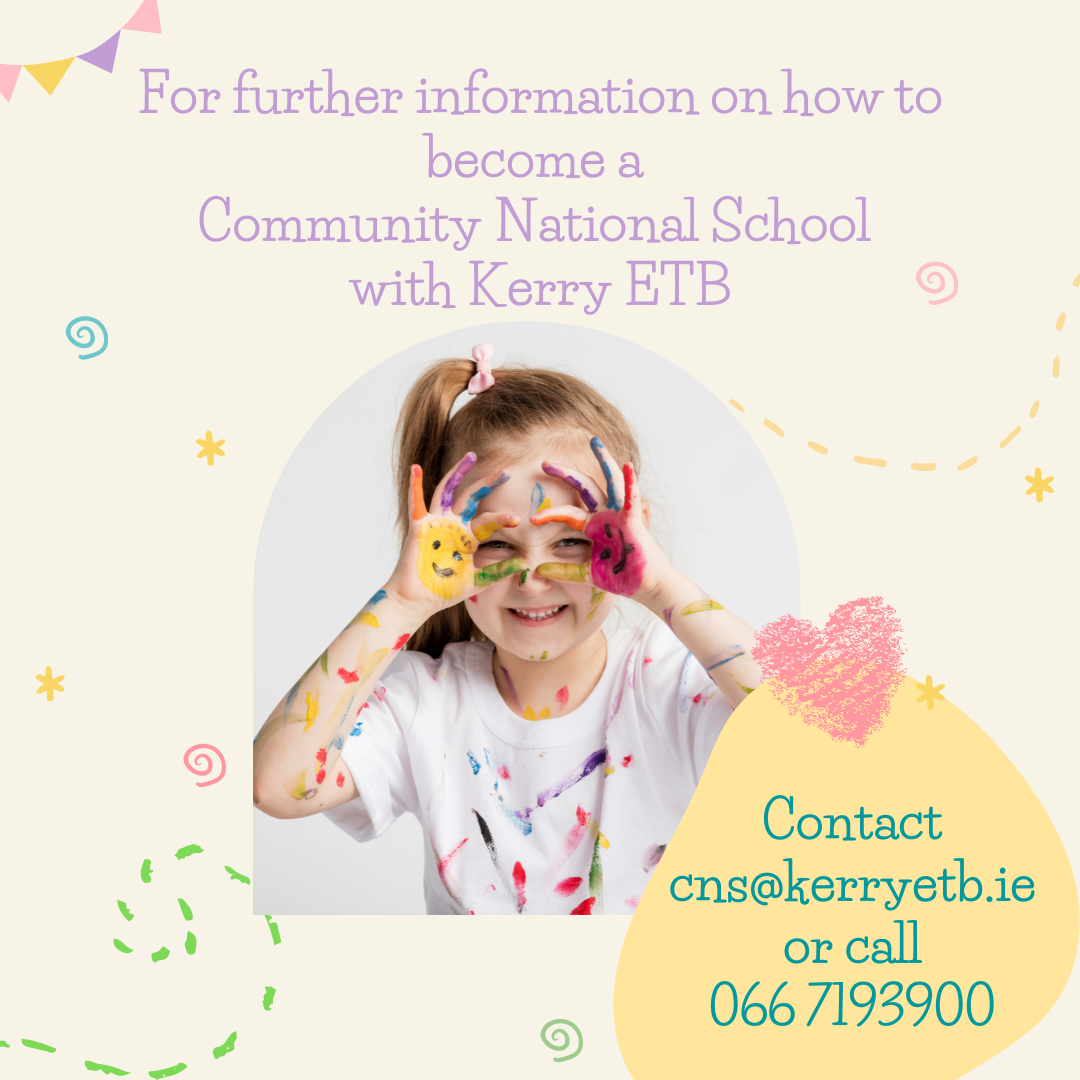 For further information on how to
become a
Community National School
with Kerry ETB
Contact
cns@kerryetb.ie
or call
066 7193900